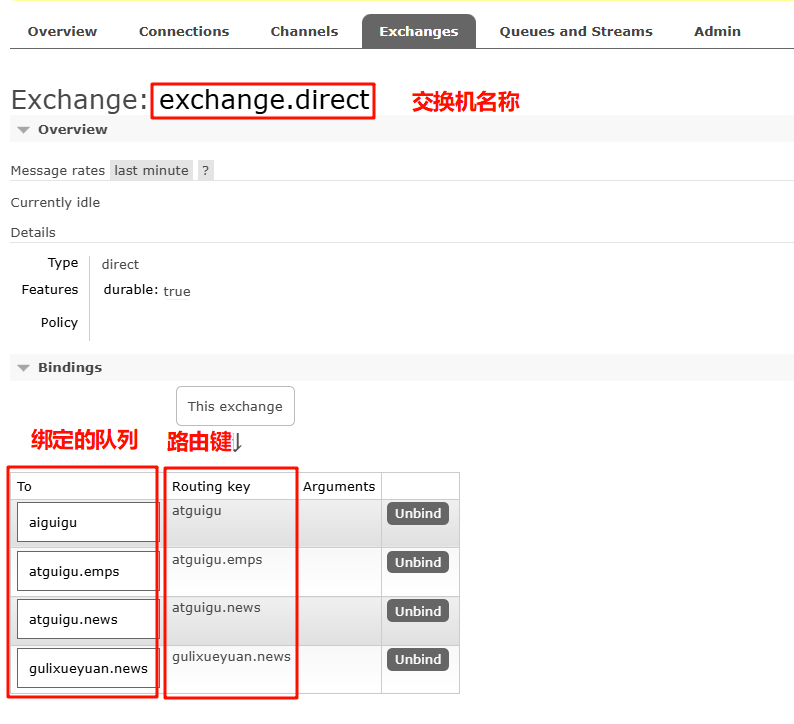 Overview Connections Channels Exchanges Queues and Streams Admin
Exchange: exchange.direct 交换机名称
Overview
Message rates last minute ?
Currently idle
Details
Type direct
Features durable: true
Policy
Bindings
This exchange
绑定的队列 路由键
To Routing key Arguments
aiguigu atguigu Unbind
atguigu.emps atguigu.emps Unbind
atguigu.news atguigu.news Unbind
gulixueyuan.news gulixueyuan.news Unbind